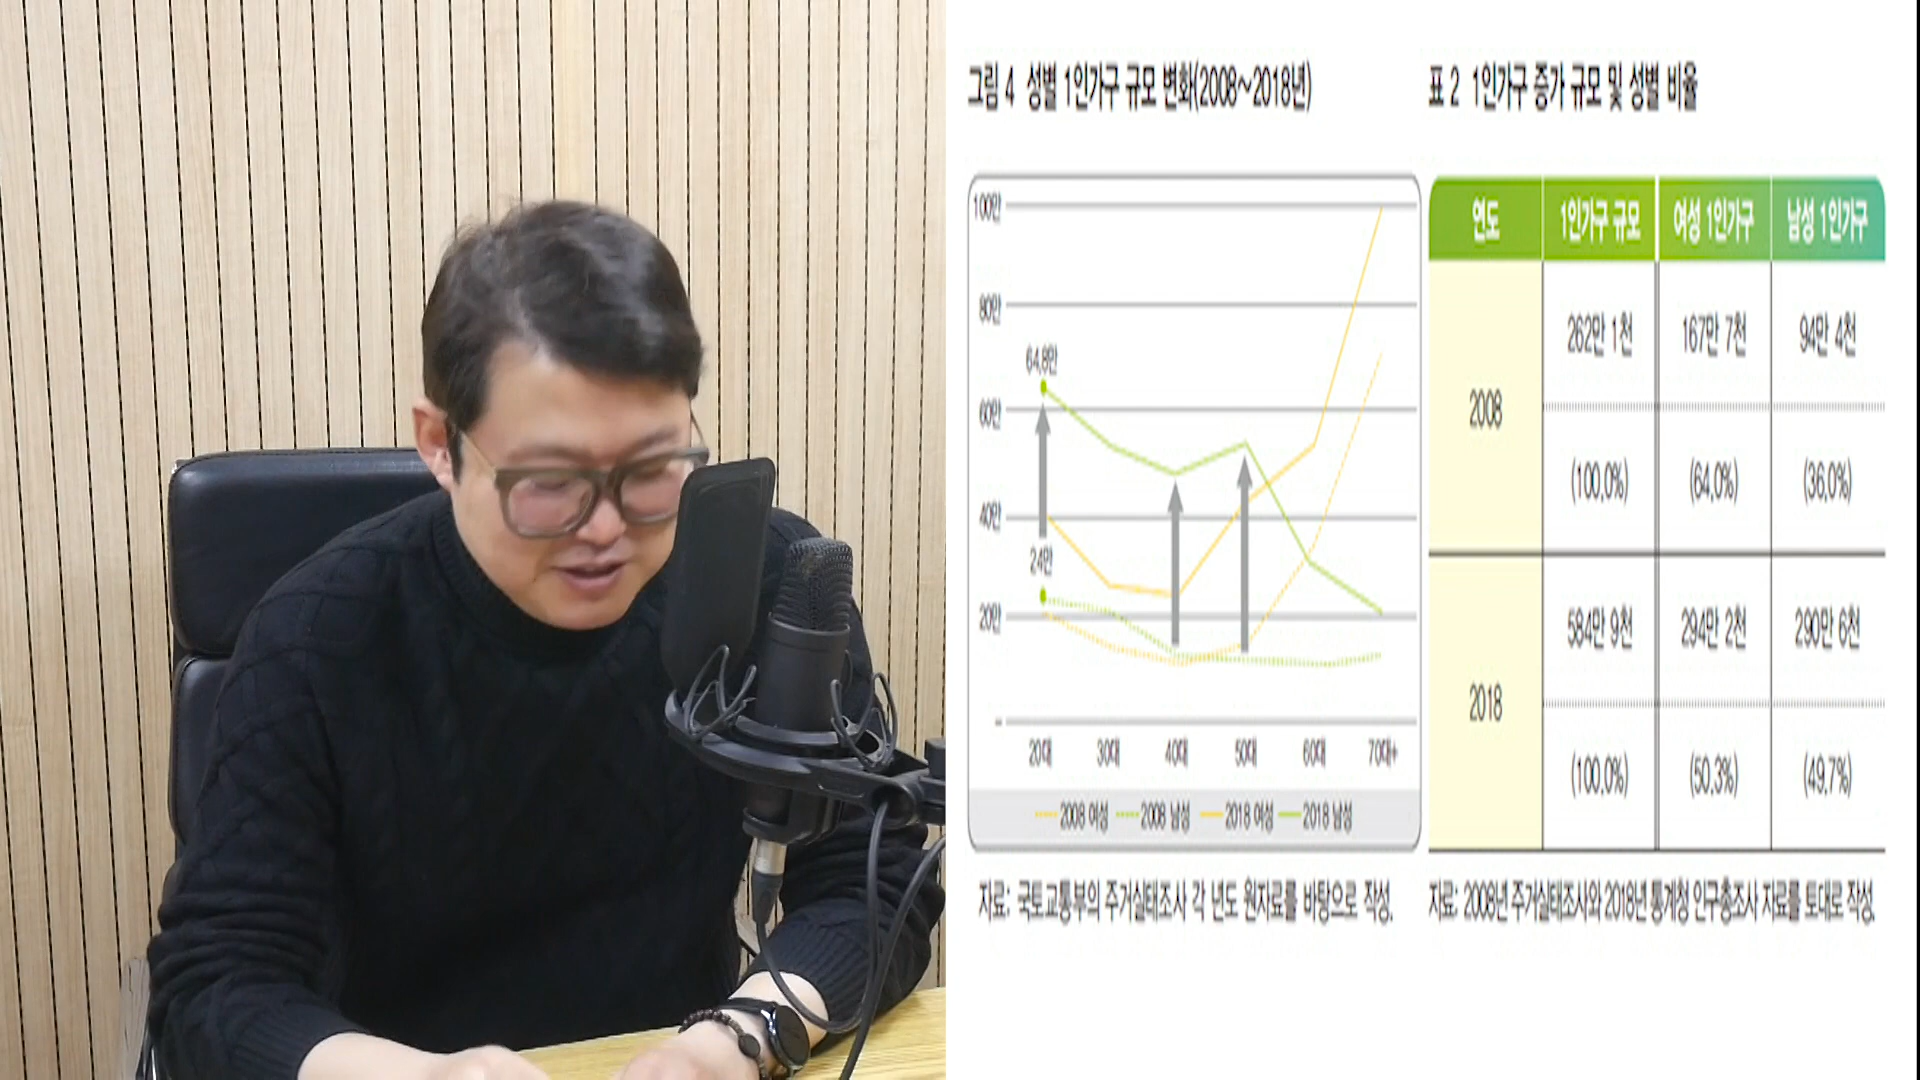 그림 4 성별 1인가구 규모 변화(2008~2018년)
100만
80만
64.8만
60만
40만
24만
20만
-
20대 30대 40대 50대 60대 70대+
2008 여성 2008 남성 2018 여성 2018 남성
자료: 국토교통부의 주거실태조사 각 년도 원자료를 바탕으로 작성.
표 2 1인가구 증가 규모 및 성별 비율
연도 1인가구 규모 여성 1인가구 남성 1인가구
2008 262만 1천 167만 7천 94만 4천
(100.0%) (64.0%) (36.0%)
2018 584만 9천 294만 2천 290만 6천
(100.0%) (50.3%) (49.7%)
자료: 2008년 주거실태조사와 2018년 통계청 인구총조사 자료를 토대로 작성.